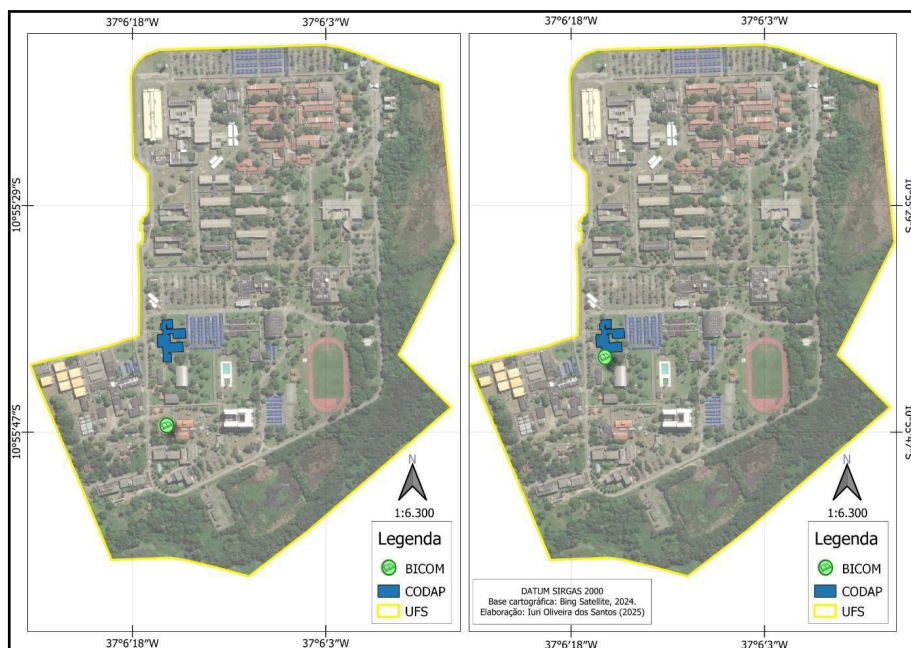 37°6′18″W 37°6′3″W 37°6′18″W 37°6′3″W
10°55′29″S 10°55′29″S
10°55′47″S 10°55′47″S
N
1:6.300
Legenda
BICOM
CODAP
UFS
N
1:6.300
Legenda
BICOM
CODAP
UFS
DATUM SIRGAS 2000
Base cartográfica: Bing Satellite, 2024.
Elaboração: Iuri Oliveira dos Santos (2025)
37°6′18″W 37°6′3″W 37°6′18″W 37°6′3″W